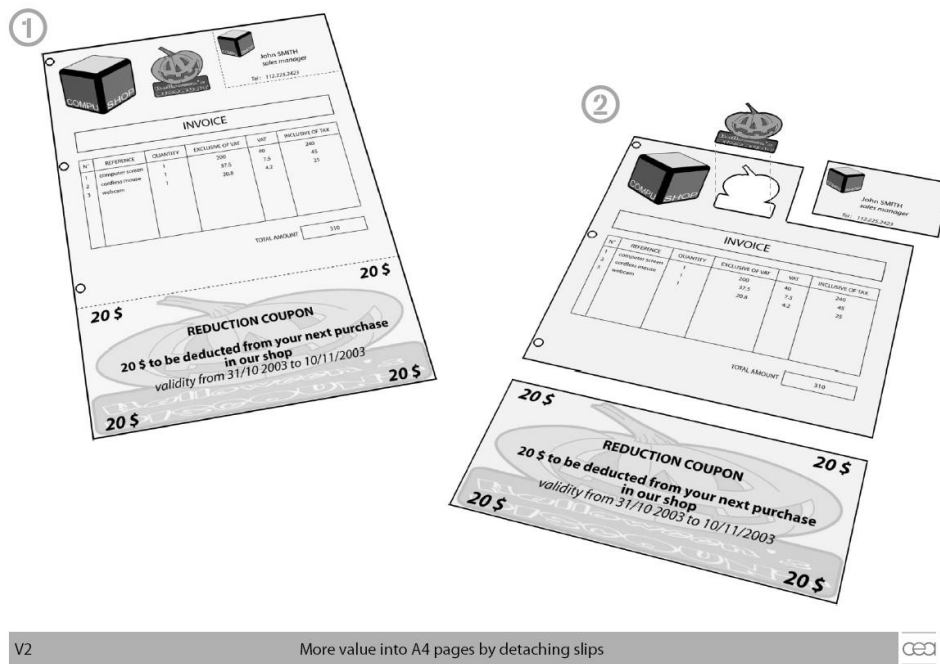 1
COMPU SHOP
Halloween's
John SMITH
sales manager
Tel : 112.225.2423
INVOICE
N° REFERENCE QUANTITY EXCLUSIVE OF VAT VAT INCLUSIVE OF TAX
1 computer screen 1 200 40 240
2 cordless mouse 1 37.5 7.5 45
3 webcam 1 20.8 4.2 25
TOTAL AMOUNT 310
20 $ 20 $
REDUCTION COUPON
20 $ to be deducted from your next purchase
in our shop
validity from 31/10 2003 to 10/11/2003
20 $ 20 $
2
COMPU SHOP
John SMITH
sales manager
Tel : 112.225.2423
INVOICE
N° REFERENCE QUANTITY EXCLUSIVE OF VAT VAT INCLUSIVE OF TAX
1 computer screen 1 200 40 240
2 cordless mouse 1 37.5 7.5 45
3 webcam 1 20.8 4.2 25
TOTAL AMOUNT 310
20 $ 20 $
REDUCTION COUPON
20 $ to be deducted from your next purchase
in our shop
validity from 31/10 2003 to 10/11/2003
20 $ 20 $
V2 More value into A4 pages by detaching slips cea